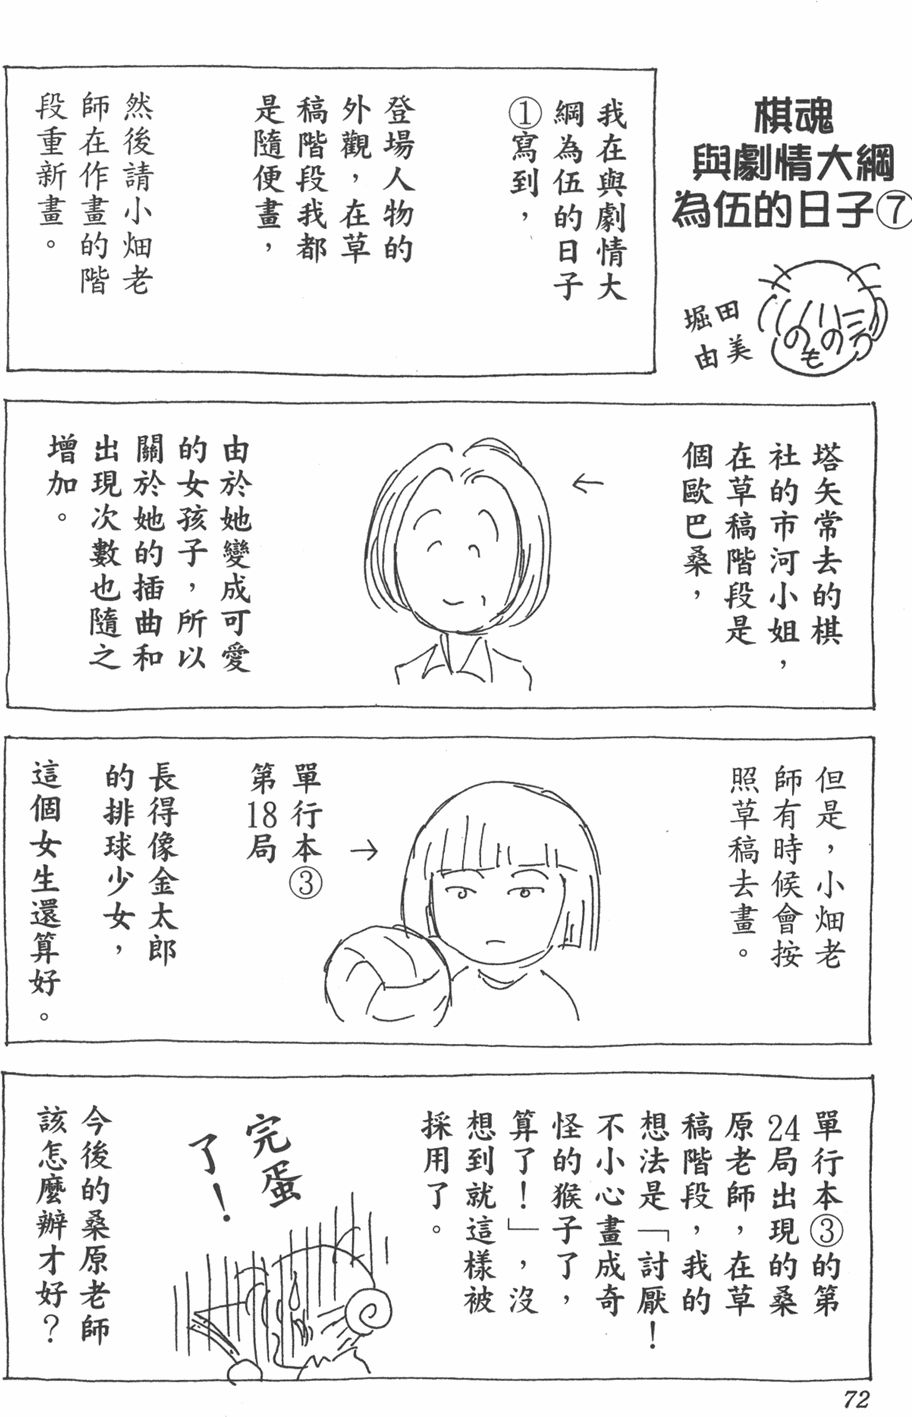 棋魂
與劇情大綱
為伍的日子⑦
堀田
由美
のものう
我在與劇情大
綱為伍的日子
①寫到，
登場人物的
外觀，在草
稿階段我都
是隨便畫，
然後請小畑老
師在作畫的階
段重新畫。
塔矢常去的棋
社的市河小姐，
在草稿階段是
個歐巴桑，
←
由於她變成可愛
的女孩子，所以
關於她的插曲和
出現次數也隨之
增加。
但是，小畑老
師有時候會按
照草稿去畫。
單行本③
第18局
→
長得像金太郎
的排球少女，
這個女生還算好。
單行本③的第
24局出現的桑
原老師，在草
稿階段，我的
想法是「討厭！
不小心畫成奇
怪的猴子了，
算了！」，沒
想到就這樣被
採用了。
完蛋
了！
今後的桑原老師
該怎麼辦才好？
72